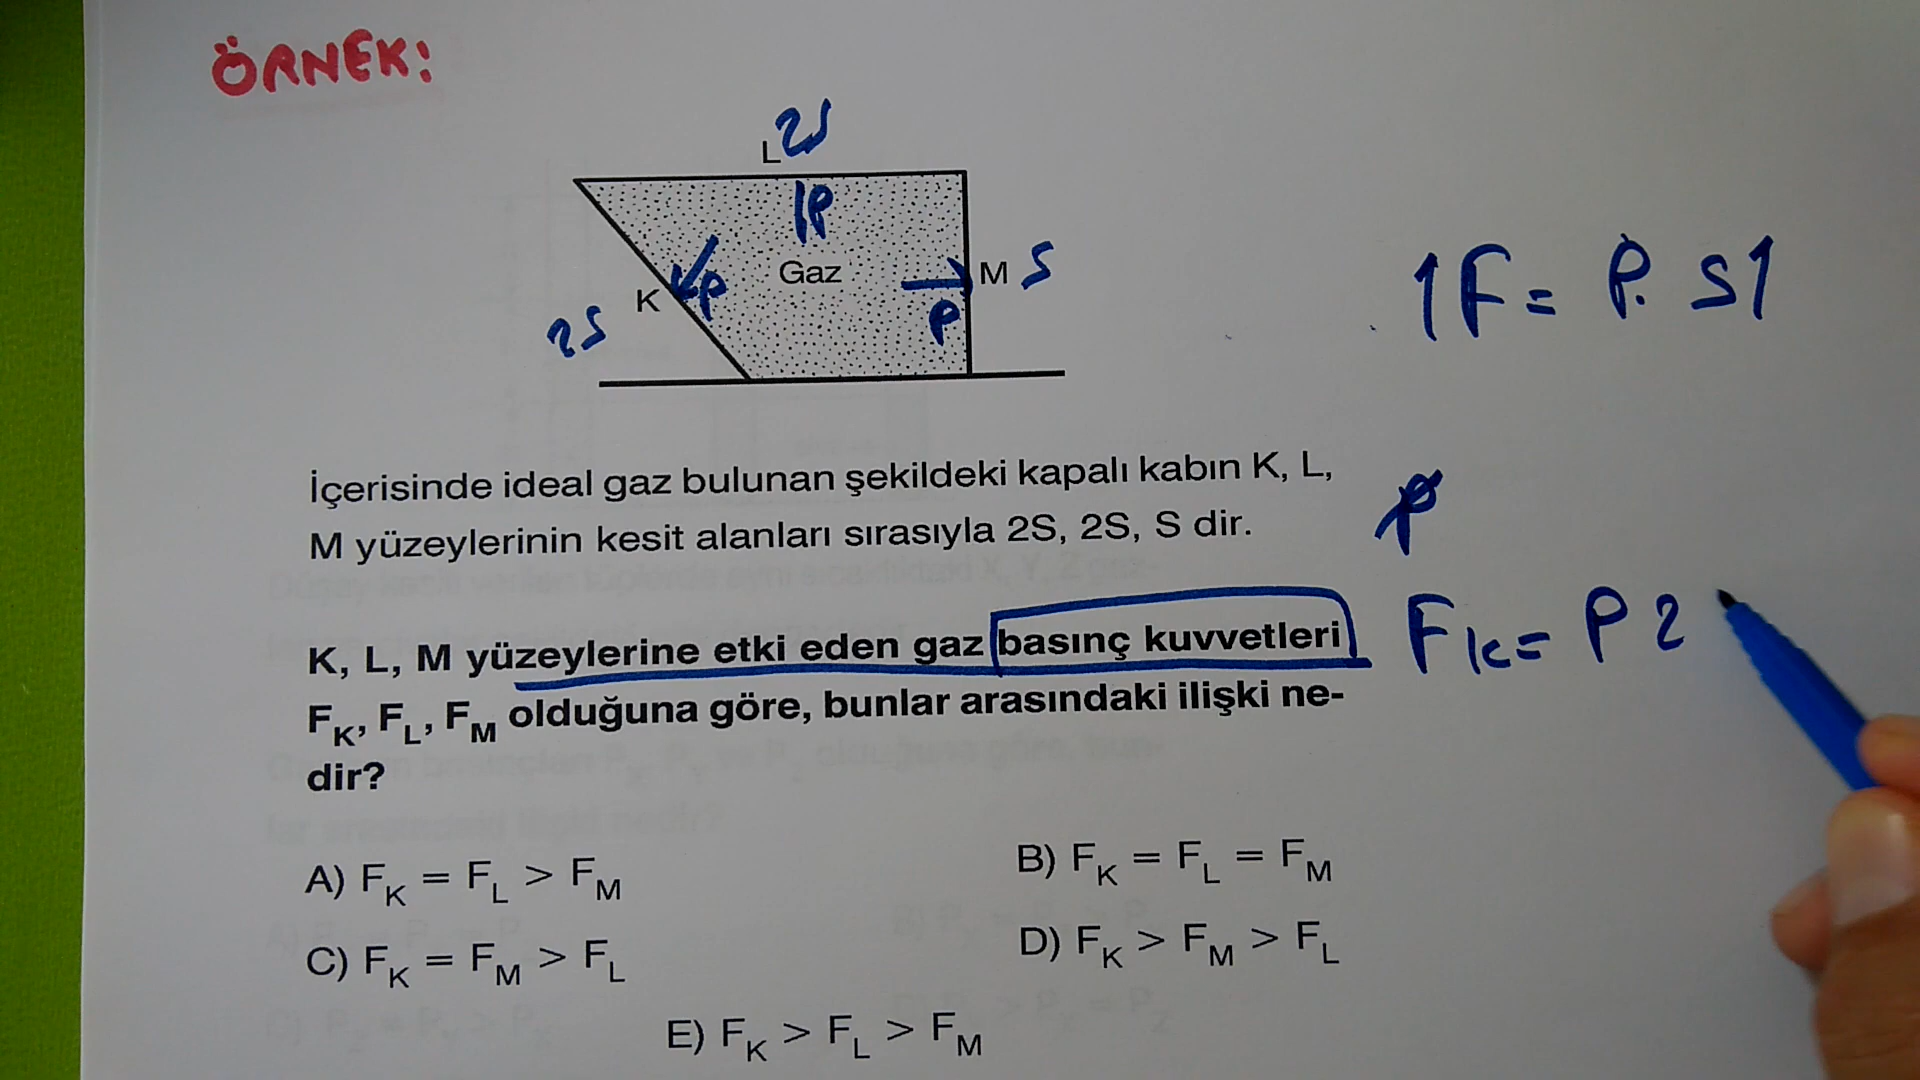 ÖRNEK:
L 2S
P
Gaz
M S
K P
P
2S
↑F = P. S↑
İçerisinde ideal gaz bulunan şekildeki kapalı kabın K, L,
M yüzeylerinin kesit alanları sırasıyla 2S, 2S, S dir.
K, L, M yüzeylerine etki eden gaz basınç kuvvetleri
FK = P 2
FK, FL, FM olduğuna göre, bunlar arasındaki ilişki ne-
dir?
A) FK = FL > FM
B) FK = FL = FM
C) FK = FM > FL
D) FK > FM > FL
E) FK > FL > FM